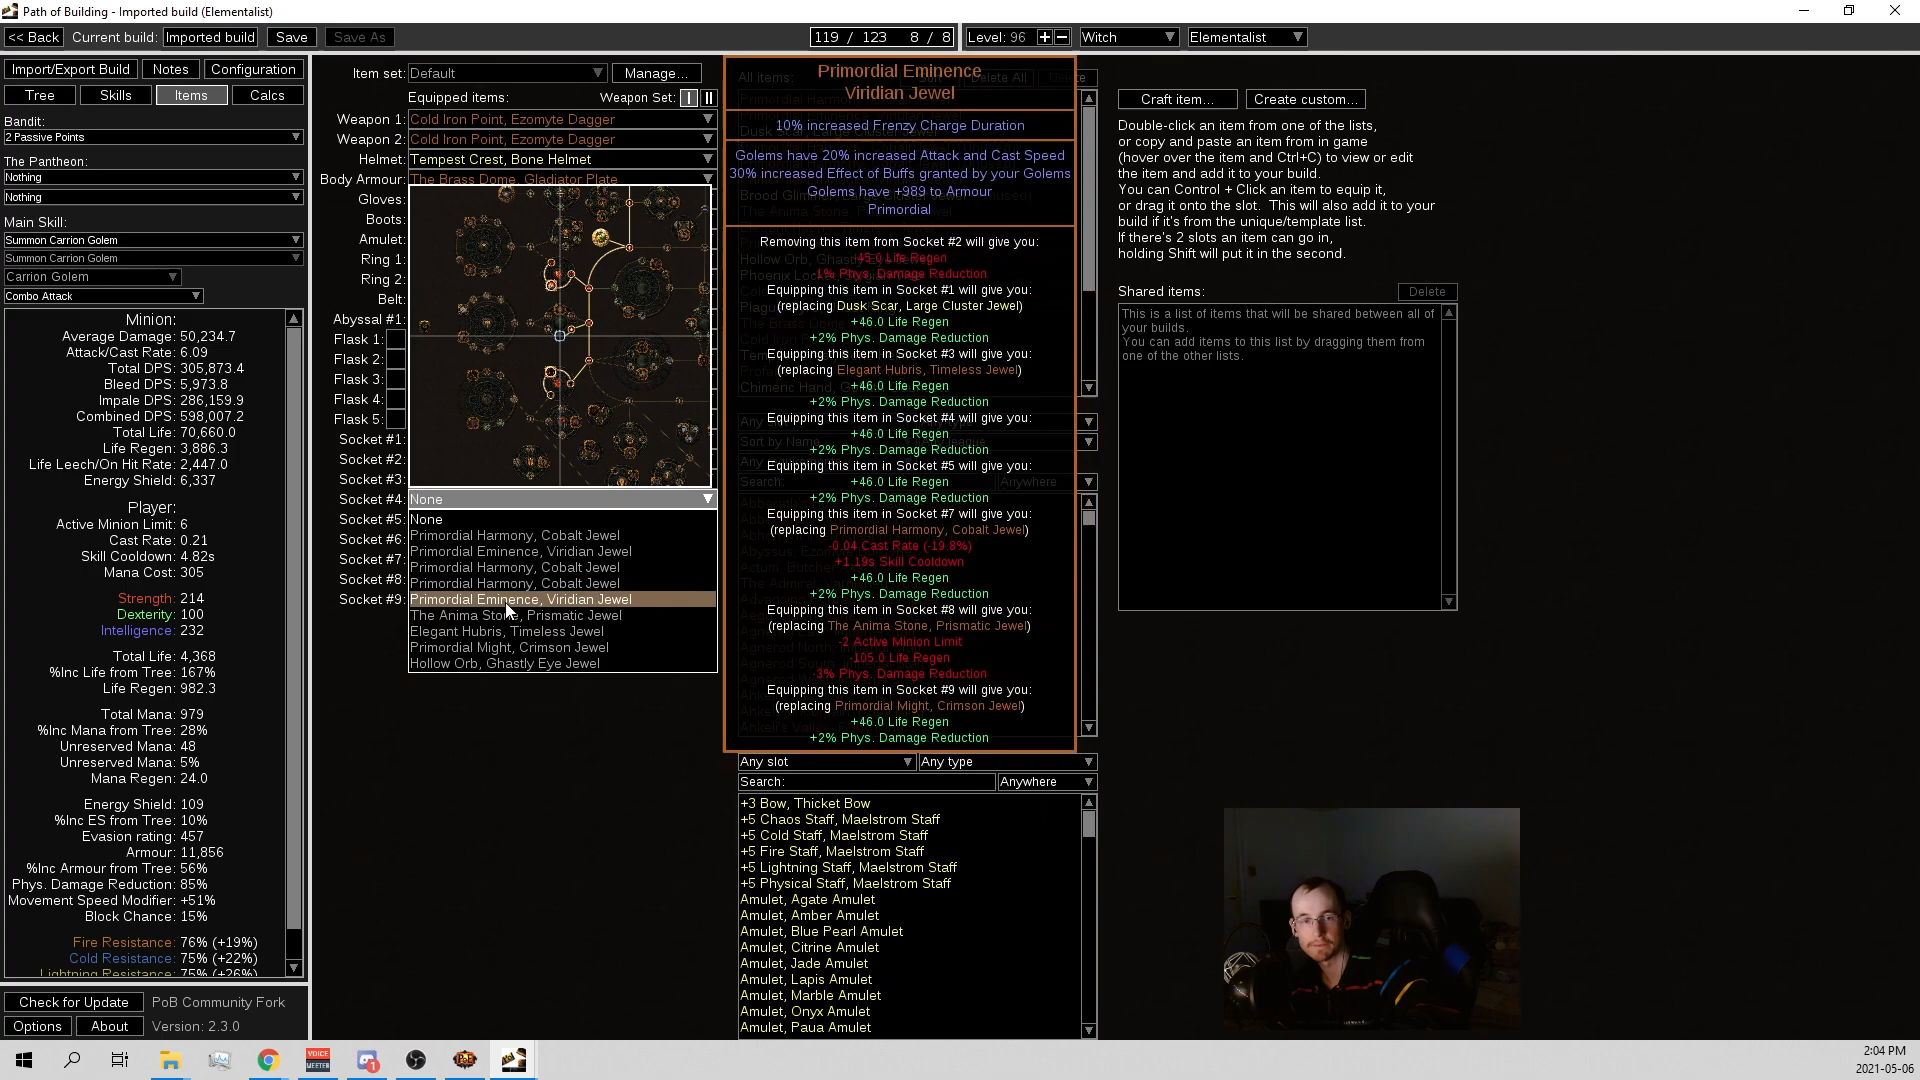 Path of Building - Imported build (Elementalist)
<< Back
Current build:
Imported build
Save
Save As
119 / 123 8 / 8
Level: 96
Witch
Elementalist
Import/Export Build
Notes
Configuration
Tree
Skills
Items
Calcs
Bandit:
2 Passive Points
The Pantheon:
Nothing
Nothing
Main Skill:
Summon Carrion Golem
Summon Carrion Golem
Carrion Golem
Combo Attack
Minion:
Average Damage: 50,234.7
Attack/Cast Rate: 6.09
Total DPS: 305,873.4
Bleed DPS: 5,973.8
Impale DPS: 286,159.9
Combined DPS: 598,007.2
Total Life: 70,660.0
Life Regen: 3,886.3
Life Leech/On Hit Rate: 2,447.0
Energy Shield: 6,337
Player:
Active Minion Limit: 6
Cast Rate: 0.21
Skill Cooldown: 4.82s
Mana Cost: 305
Strength: 214
Dexterity: 100
Intelligence: 232
Total Life: 4,368
%Inc Life from Tree: 167%
Life Regen: 982.3
Total Mana: 979
%Inc Mana from Tree: 28%
Unreserved Mana: 48
Unreserved Mana: 5%
Mana Regen: 24.0
Energy Shield: 109
%Inc ES from Tree: 10%
Evasion rating: 457
Armour: 11,856
%Inc Armour from Tree: 56%
Phys. Damage Reduction: 85%
Movement Speed Modifier: +51%
Block Chance: 15%
Fire Resistance: 76% (+19%)
Cold Resistance: 75% (+22%)
Lightning Resistance: 75% (+26%)
Check for Update
PoB Community Fork
Options
About
Version: 2.3.0
Item set:
Default
Manage...
Equipped items:
Weapon Set:
I
II
Weapon 1:
Cold Iron Point, Ezomyte Dagger
Weapon 2:
Cold Iron Point, Ezomyte Dagger
Helmet:
Tempest Crest, Bone Helmet
Body Armour:
The Brass Dome, Gladiator Plate
Gloves:
Boots:
Amulet:
Ring 1:
Ring 2:
Belt:
Abyssal #1:
Flask 1:
Flask 2:
Flask 3:
Flask 4:
Flask 5:
Socket #1:
Socket #2:
Socket #3:
Socket #4:
None
Socket #5:
Socket #6:
Socket #7:
Socket #8:
Socket #9:
None
Primordial Harmony, Cobalt Jewel
Primordial Eminence, Viridian Jewel
Primordial Harmony, Cobalt Jewel
Primordial Harmony, Cobalt Jewel
Primordial Eminence, Viridian Jewel
The Anima Stone, Prismatic Jewel
Elegant Hubris, Timeless Jewel
Primordial Might, Crimson Jewel
Hollow Orb, Ghastly Eye Jewel
All items:
Delete All
Primordial Eminence
Viridian Jewel
10% increased Frenzy Charge Duration
Golems have 20% increased Attack and Cast Speed
30% increased Effect of Buffs granted by your Golems
Golems have +989 to Armour
Primordial
Removing this item from Socket #2 will give you:
-45.0 Life Regen
-1% Phys. Damage Reduction
Equipping this item in Socket #1 will give you:
(replacing Dusk Scar, Large Cluster Jewel)
+46.0 Life Regen
+2% Phys. Damage Reduction
Equipping this item in Socket #3 will give you:
(replacing Elegant Hubris, Timeless Jewel)
+46.0 Life Regen
+2% Phys. Damage Reduction
Equipping this item in Socket #4 will give you:
+46.0 Life Regen
+2% Phys. Damage Reduction
Equipping this item in Socket #5 will give you:
+46.0 Life Regen
+2% Phys. Damage Reduction
Equipping this item in Socket #7 will give you:
(replacing Primordial Harmony, Cobalt Jewel)
-0.04 Cast Rate (-19.8%)
+1.19s Skill Cooldown
+46.0 Life Regen
+2% Phys. Damage Reduction
Equipping this item in Socket #8 will give you:
(replacing The Anima Stone, Prismatic Jewel)
-2 Active Minion Limit
-105.0 Life Regen
-3% Phys. Damage Reduction
Equipping this item in Socket #9 will give you:
(replacing Primordial Might, Crimson Jewel)
+46.0 Life Regen
+2% Phys. Damage Reduction
Anywhere
Any slot
Any type
Search:
Anywhere
+3 Bow, Thicket Bow
+5 Chaos Staff, Maelstrom Staff
+5 Cold Staff, Maelstrom Staff
+5 Fire Staff, Maelstrom Staff
+5 Lightning Staff, Maelstrom Staff
+5 Physical Staff, Maelstrom Staff
Amulet, Agate Amulet
Amulet, Amber Amulet
Amulet, Blue Pearl Amulet
Amulet, Citrine Amulet
Amulet, Jade Amulet
Amulet, Lapis Amulet
Amulet, Marble Amulet
Amulet, Onyx Amulet
Amulet, Paua Amulet
Craft item...
Create custom...
Double-click an item from one of the lists,
or copy and paste an item from in game
(hover over the item and Ctrl+C) to view or edit
the item and add it to your build.
You can Control + Click an item to equip it,
or drag it onto the slot. This will also add it to your
build if it's from the unique/template list.
If there's 2 slots an item can go in,
holding Shift will put it in the second.
Shared items:
Delete
This is a list of items that will be shared between all of
your builds.
You can add items to this list by dragging them from
one of the other lists.
VOICE
MEETER
1
PoE
2:04 PM
2021-05-06